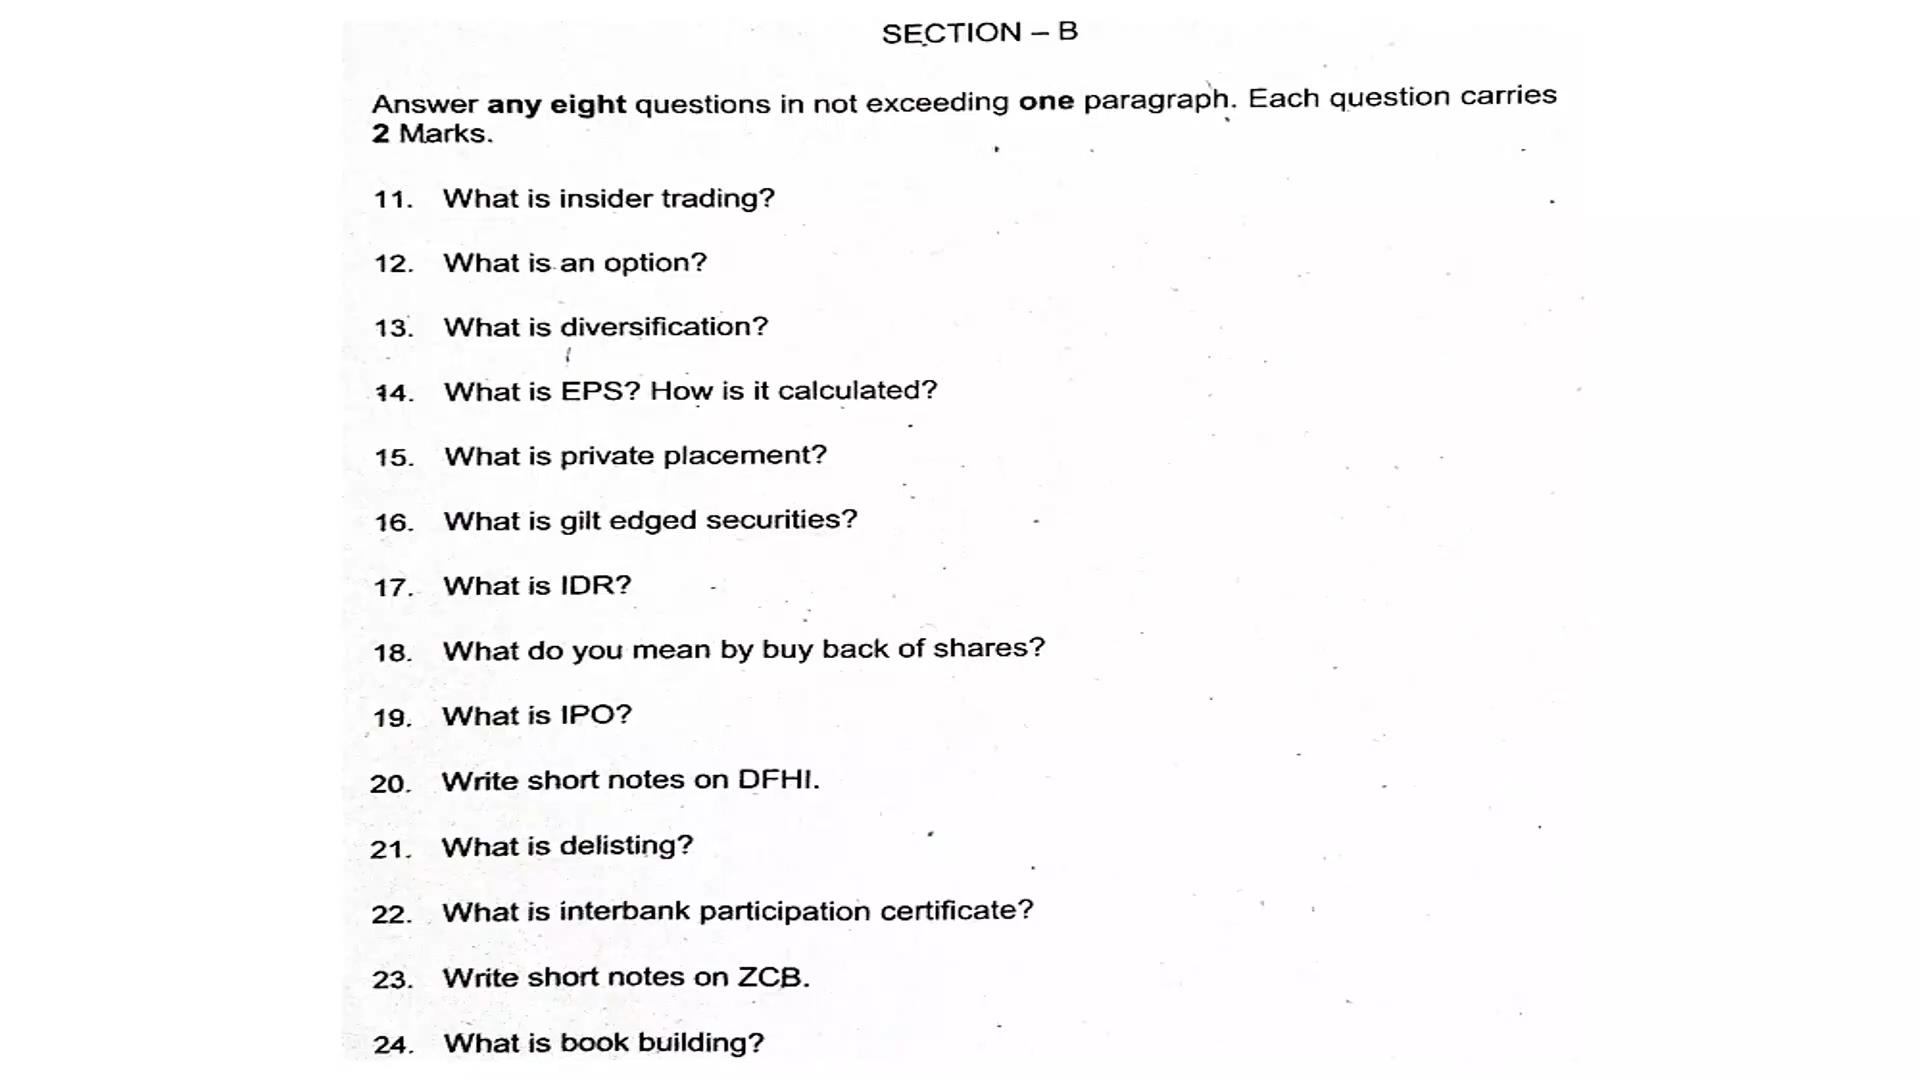 SECTION – B
Answer any eight questions in not exceeding one paragraph. Each question carries
2 Marks.
11. What is insider trading?
12. What is an option?
13. What is diversification?
14. What is EPS? How is it calculated?
15. What is private placement?
16. What is gilt edged securities?
17. What is IDR?
18. What do you mean by buy back of shares?
19. What is IPO?
20. Write short notes on DFHI.
21. What is delisting?
22. What is interbank participation certificate?
23. Write short notes on ZCB.
24. What is book building?